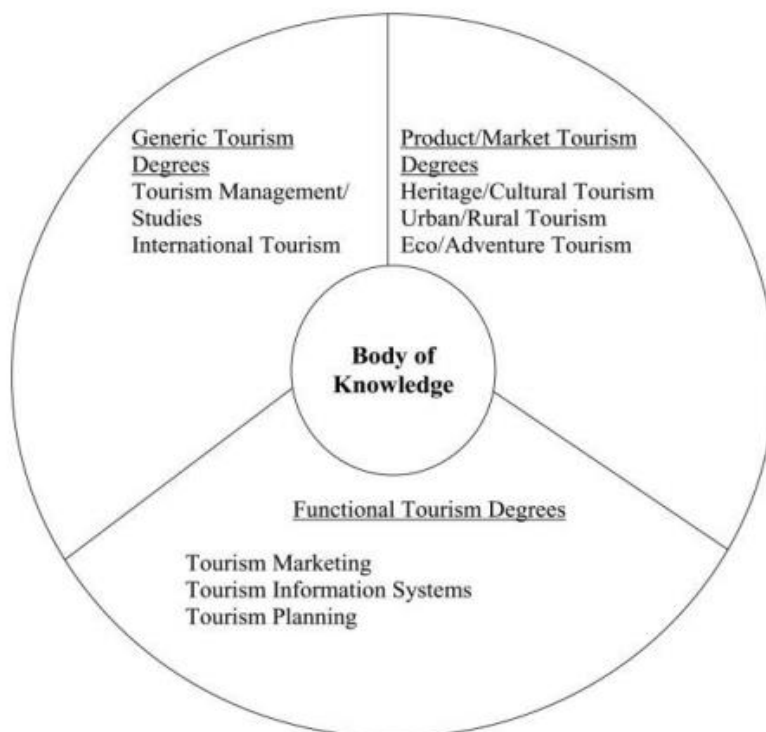 Generic Tourism
Degrees
Tourism Management/
Studies
International Tourism
Product/Market Tourism
Degrees
Heritage/Cultural Tourism
Urban/Rural Tourism
Eco/Adventure Tourism
Body of
Knowledge
Functional Tourism Degrees
Tourism Marketing
Tourism Information Systems
Tourism Planning